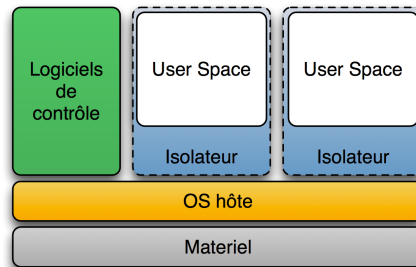 Logiciels
de
contrôle
User Space
User Space
Isolateur
Isolateur
OS hôte
Materiel